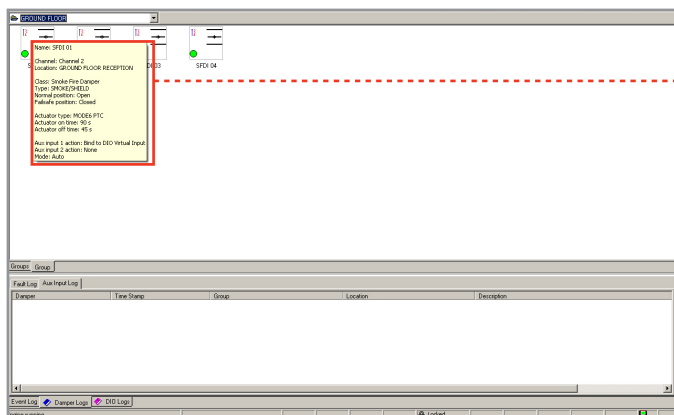 GROUND FLOOR
SFDI 04
Name: SFDI 01
Channel: Channel 2
Location: GROUND FLOOR RECEPTION
Class: Smoke Fire Damper
Type: SMOKE/SHIELD
Normal position: Open
Failsafe position: Closed
Actuator type: MODE6 PTC
Actuator on time: 90 s
Actuator off time: 45 s
Aux input 1 action: Bind to DIO Virtual Input
Aux input 2 action: None
Mode: Auto
Groups Group
Fault Log Aux Input Log
Damper Time Stamp Group Location Description
Event Log Damper Logs DIO Logs
Locked